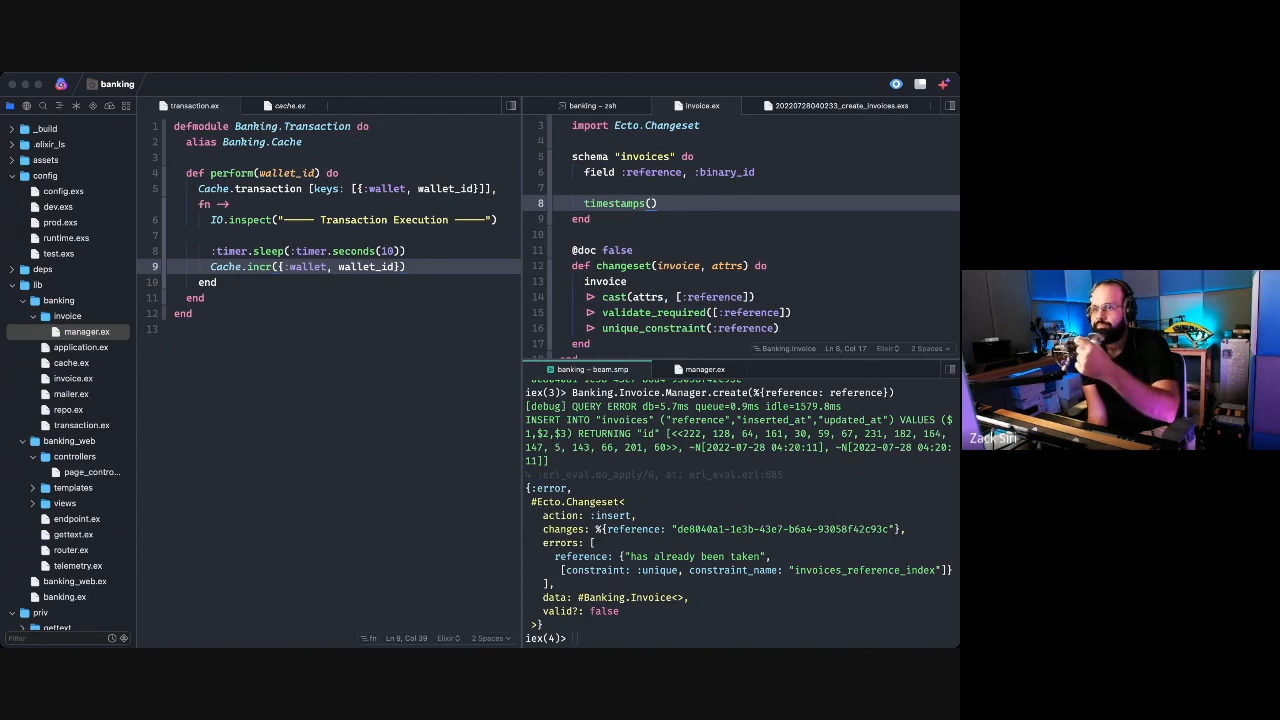 banking
transaction.ex
cache.ex
_build
.elixir_ls
assets
config
config.exs
dev.exs
prod.exs
runtime.exs
test.exs
deps
lib
banking
invoice
manager.ex
application.ex
cache.ex
invoice.ex
mailer.ex
repo.ex
transaction.ex
banking_web
controllers
page_contro...
templates
views
endpoint.ex
gettext.ex
router.ex
telemetry.ex
banking_web.ex
banking.ex
priv
gettext
Filter
1 defmodule Banking.Transaction do
2 alias Banking.Cache
3
4 def perform(wallet_id) do
5 Cache.transaction [keys: [{:wallet, wallet_id}]],
fn ->
6 IO.inspect("—— Transaction Execution ——")
7
8 :timer.sleep(:timer.seconds(10))
9 Cache.incr({:wallet, wallet_id})
10 end
11 end
12 end
13
fn Ln 9, Col 39 Elixir 2 Spaces
banking – zsh
invoice.ex
20220728040233_create_invoices.exs
3 import Ecto.Changeset
4
5 schema "invoices" do
6 field :reference, :binary_id
7
8 timestamps()
9 end
10
11 @doc false
12 def changeset(invoice, attrs) do
13 invoice
14 |> cast(attrs, [:reference])
15 |> validate_required([:reference])
16 |> unique_constraint(:reference)
17 end
Banking.Invoice Ln 8, Col 17 Elixir 2 Spaces
banking – beam.smp
manager.ex
iex(3)> Banking.Invoice.Manager.create(%{reference: reference})
[debug] QUERY ERROR db=5.7ms queue=0.9ms idle=1579.8ms
INSERT INTO "invoices" ("reference","inserted_at","updated_at") VALUES ($
1,$2,$3) RETURNING "id" [<<222, 128, 64, 161, 30, 59, 67, 231, 182, 164,
147, 5, 143, 66, 201, 60>>, ~N[2022-07-28 04:20:11], ~N[2022-07-28 04:20:
11]]
↳ :erl_eval.do_apply/6, at: erl_eval.erl:685
{:error,
#Ecto.Changeset<
action: :insert,
changes: %{reference: "de8040a1-1e3b-43e7-b6a4-93058f42c93c"},
errors: [
reference: {"has already been taken",
[constraint: :unique, constraint_name: "invoices_reference_index"]}
],
data: #Banking.Invoice<>,
valid?: false
>}
iex(4)>
Zack Siri